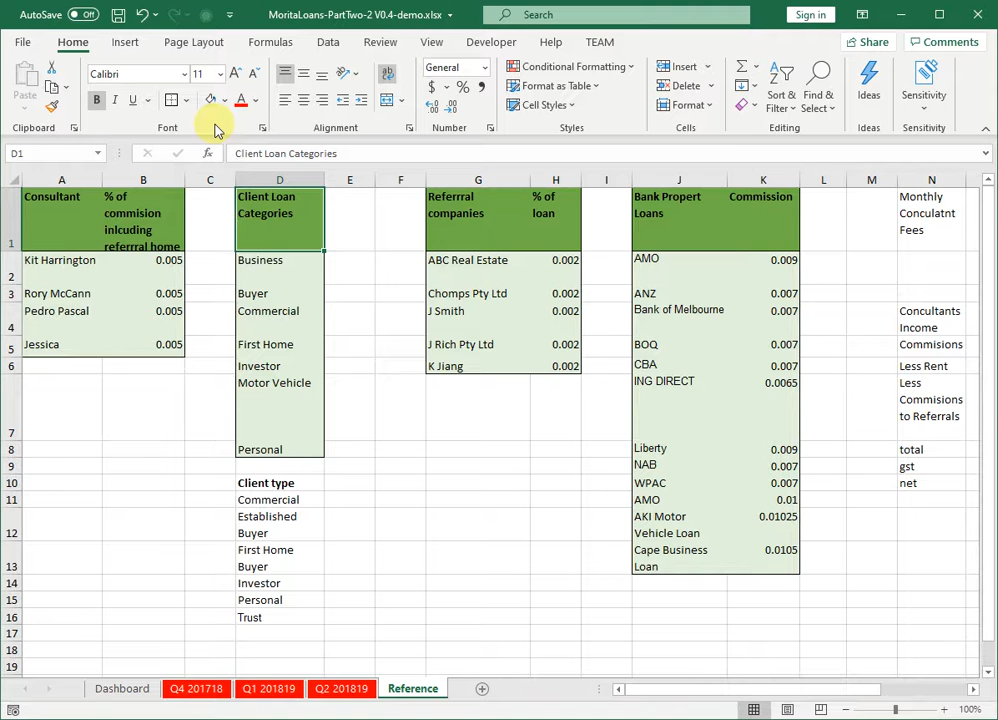 AutoSave Off MoritaLoans-PartTwo-2 V0.4-demo.xlsx Search Sign in
File Home Insert Page Layout Formulas Data Review View Developer Help TEAM Share Comments
Paste Calibri 11 General Conditional Formatting Insert Sort & Filter Find & Select Ideas Sensitivity
B I U $ % Format as Table Delete
Cell Styles Format
Clipboard Font Alignment Number Styles Cells Editing Ideas Sensitivity
D1 fx Client Loan Categories
A B C D E F G H I J K L M N
1 Consultant % of Client Loan Referrral % of Bank Propert Commission Monthly
commision Categories companies loan Loans Conculatnt
inlcuding Fees
referrral home
2 Kit Harrington 0.005 Business ABC Real Estate 0.002 AMO 0.009
3 Rory McCann 0.005 Buyer Chomps Pty Ltd 0.002 ANZ 0.007
4 Pedro Pascal 0.005 Commercial J Smith 0.002 Bank of Melbourne 0.007 Concultants
Income
5 Jessica 0.005 First Home J Rich Pty Ltd 0.002 BOQ 0.007 Commisions
6 Investor K Jiang 0.002 CBA 0.007 Less Rent
7 Motor Vehicle ING DIRECT 0.0065 Less
Commisions
to Referrals
8 Personal Liberty 0.009 total
9 NAB 0.007 gst
10 Client type WPAC 0.007 net
11 Commercial AMO 0.01
12 Established AKI Motor 0.01025
Buyer Vehicle Loan
13 First Home Cape Business 0.0105
Buyer Loan
14 Investor
15 Personal
16 Trust
17
18
19
Dashboard Q4 201718 Q1 201819 Q2 201819 Reference
100%